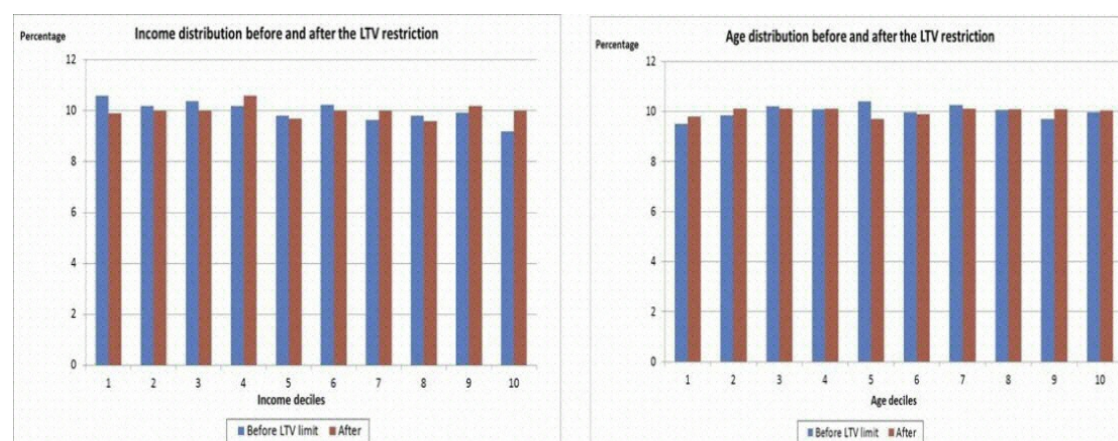 Income distribution before and after the LTV restriction
Percentage
12
10
8
6
4
2
0
1 2 3 4 5 6 7 8 9 10
Income deciles
Before LTV limit After
Age distribution before and after the LTV restriction
Percentage
12
10
8
6
4
2
0
1 2 3 4 5 6 7 8 9 10
Age deciles
Before LTV limit After